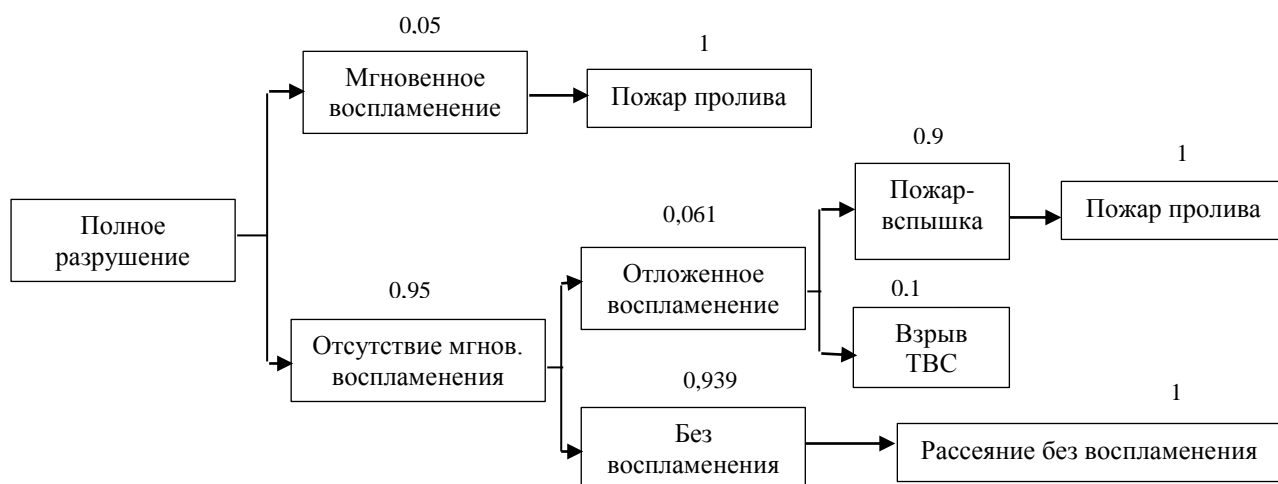 0,05
1
Мгновенное
воспламенение
Пожар пролива
0,9
1
Пожар-
вспышка
Пожар пролива
Полное
разрушение
0,061
Отложенное
воспламенение
0,95
0,1
Отсутствие мгнов.
воспламенения
Взрыв
ТВС
0,939
1
Без
воспламенения
Рассеяние без воспламенения